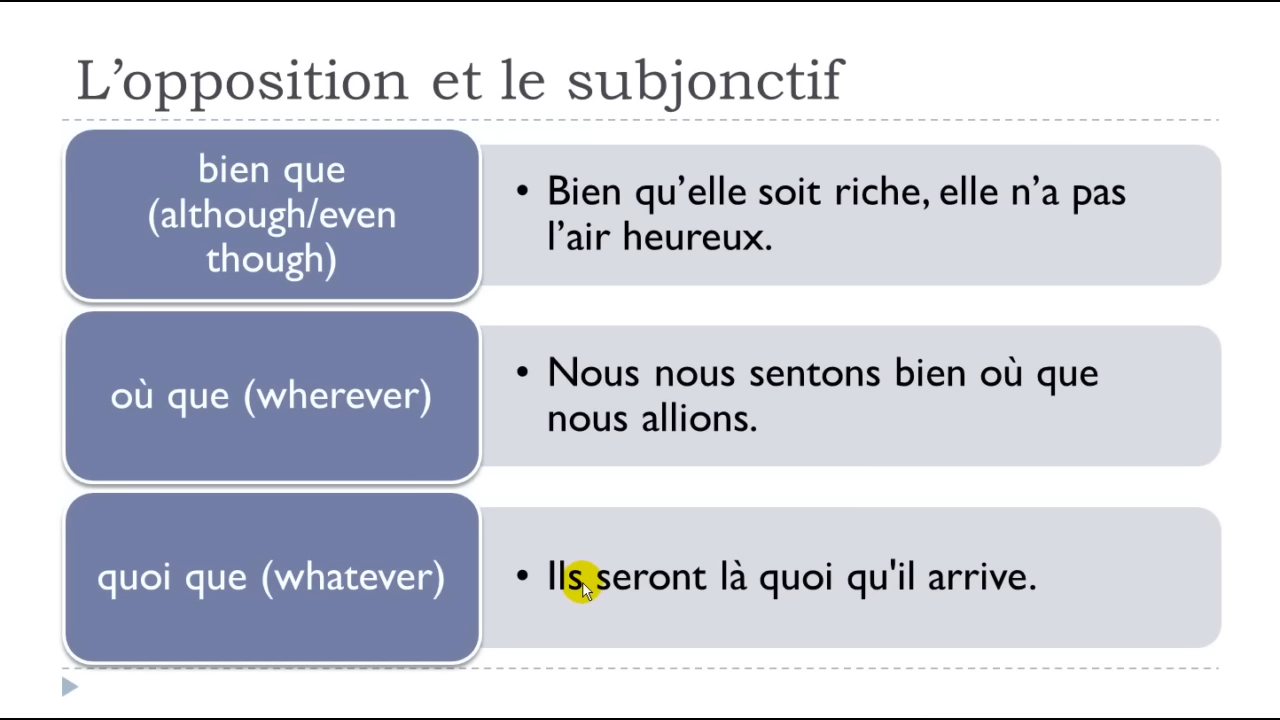 L’opposition et le subjonctif
bien que
(although/even
though)
• Bien qu’elle soit riche, elle n’a pas
l’air heureux.
où que (wherever)
• Nous nous sentons bien où que
nous allions.
quoi que (whatever)
• Ils seront là quoi qu'il arrive.